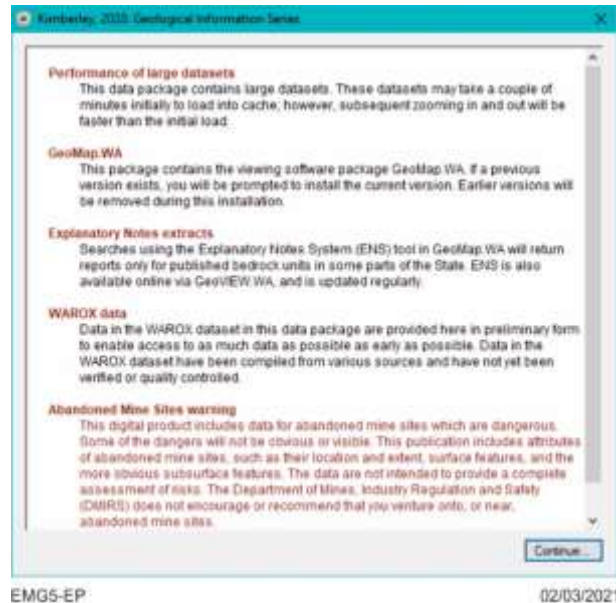 Kimberley, 2020: Geological Information Series
Performance of large datasets
This data package contains large datasets. These datasets may take a couple of
minutes initially to load into cache; however, subsequent zooming in and out will be
faster than the initial load.
GeoMap.WA
This package contains the viewing software package GeoMap.WA. If a previous
version exists, you will be prompted to install the current version. Earlier versions will
be removed during this installation.
Explanatory Notes extracts
Searches using the Explanatory Notes System (ENS) tool in GeoMap.WA will return
reports only for published bedrock units in some parts of the State. ENS is also
available online via GeoVIEW.WA, and is updated regularly.
WAROX data
Data in the WAROX dataset in this data package are provided here in preliminary form
to enable access to as much data as possible as early as possible. Data in the
WAROX dataset have been compiled from various sources and have not yet been
verified or quality controlled.
Abandoned Mine Sites warning
This digital product includes data for abandoned mine sites which are dangerous.
Some of the dangers will not be obvious or visible. This publication includes attributes
of abandoned mine sites, such as their location and extent, surface features, and the
more obvious subsurface features. The data are not intended to provide a complete
assessment of risks. The Department of Mines, Industry Regulation and Safety
(DMIRS) does not encourage or recommend that you venture onto, or near,
abandoned mine sites.
Continue...
EMG5-EP
02/03/202